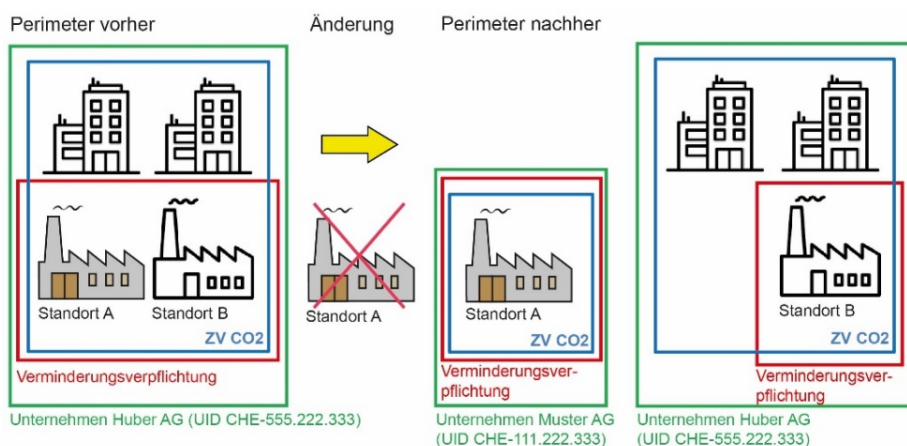 Perimeter vorher
Änderung
Perimeter nachher
Standort A
Standort B
ZV CO2
Verminderungsverpflichtung
Unternehmen Huber AG (UID CHE-555.222.333)
Standort A
Standort A
ZV CO2
Verminderungsver-
pflichtung
Unternehmen Muster AG
(UID CHE-111.222.333)
Standort B
ZV CO2
Verminderungsver-
pflichtung
Unternehmen Huber AG
(UID CHE-555.222.333)